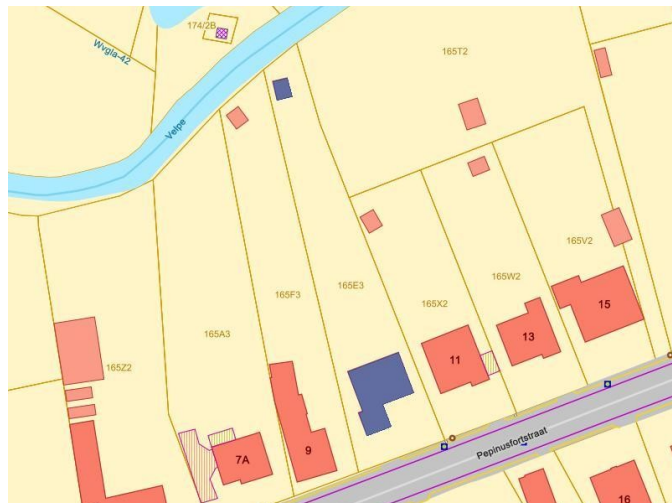 174/2B
Wvgla-42
165T2
Velpe
165V2
165W2
165E3
165F3
165X2
165A3
165Z2
15
13
11
9
7A
Pepinusfortstraat
16